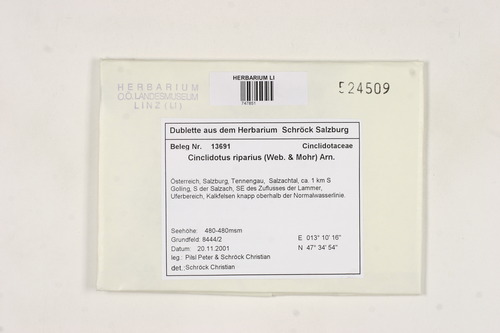 HERBARIUM
O.Ö.LANDESMUSEUM
LINZ (LI)
HERBARIUM LI
747851
524509
Dublette aus dem Herbarium Schröck Salzburg
Beleg Nr. 13691 Cinclidotaceae
Cinclidotus riparius (Web. & Mohr) Arn.
Österreich, Salzburg, Tennengau, Salzachtal, ca. 1 km S
Golling, S der Salzach, SE des Zuflusses der Lammer,
Uferbereich, Kalkfelsen knapp oberhalb der Normalwasserlinie.
Seehöhe: 480-480msm
Grundfeld: 8444/2 E 013° 10' 16"
Datum: 20.11.2001 N 47° 34' 54"
leg.: Pilsl Peter & Schröck Christian
det.: Schröck Christian